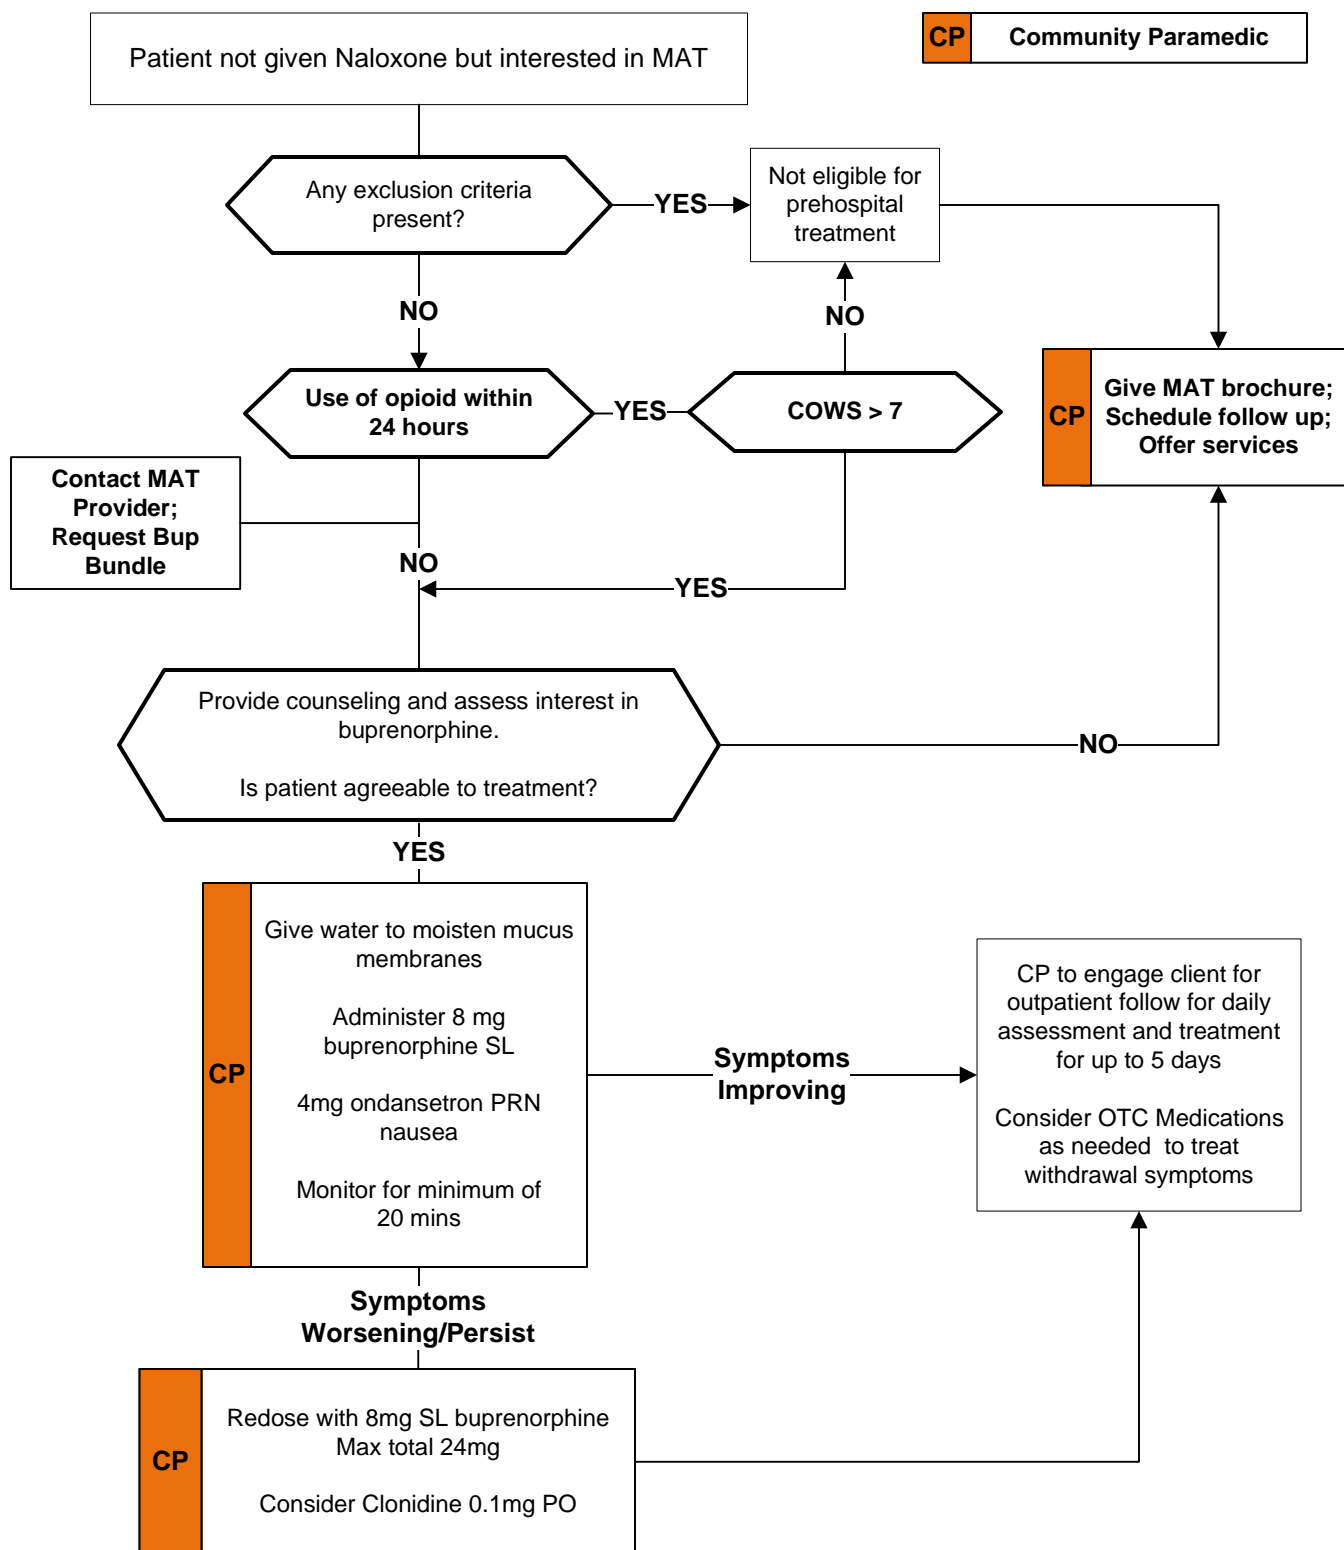 Patient not given Naloxone but interested in MAT
CP
Community Paramedic
Any exclusion criteria
present?
YES
Not eligible for
prehospital
treatment
NO
NO
Use of opioid within
24 hours
YES
COWS > 7
CP
Give MAT brochure;
Schedule follow up;
Offer services
Contact MAT
Provider;
Request Bup
Bundle
NO
YES
Provide counseling and assess interest in
buprenorphine.
Is patient agreeable to treatment?
NO
YES
CP
Give water to moisten mucus
membranes
Administer 8 mg
buprenorphine SL
4mg ondansetron PRN
nausea
Monitor for minimum of
20 mins
Symptoms
Improving
CP to engage client for
outpatient follow for daily
assessment and treatment
for up to 5 days
Consider OTC Medications
as needed  to treat
withdrawal symptoms
Symptoms
Worsening/Persist
CP
Redose with 8mg SL buprenorphine
Max total 24mg
Consider Clonidine 0.1mg PO